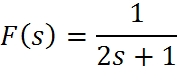 F(s) = 1/(2s + 1)